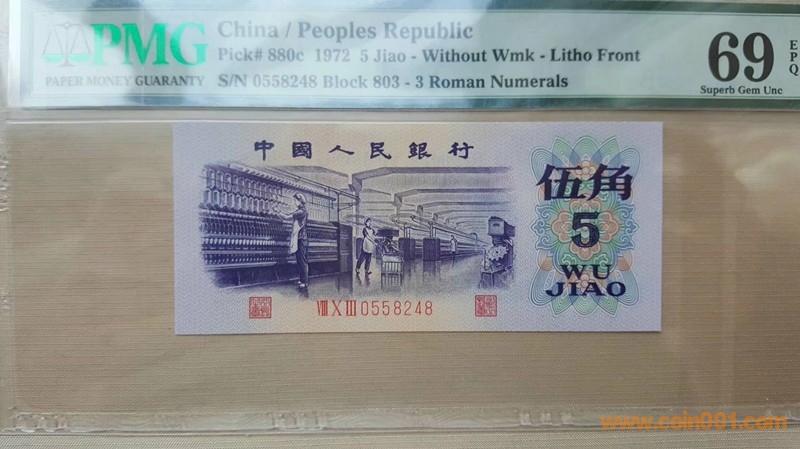 PMG
PAPER MONEY GUARANTY
China / Peoples Republic
Pick# 880c 1972 5 Jiao - Without Wmk - Litho Front
S/N 0558248 Block 803 - 3 Roman Numerals
69
EPQ
Superb Gem Unc
中國人民銀行
伍角
5
WU
JIAO
VIII X III 0558248
www.coin001.com